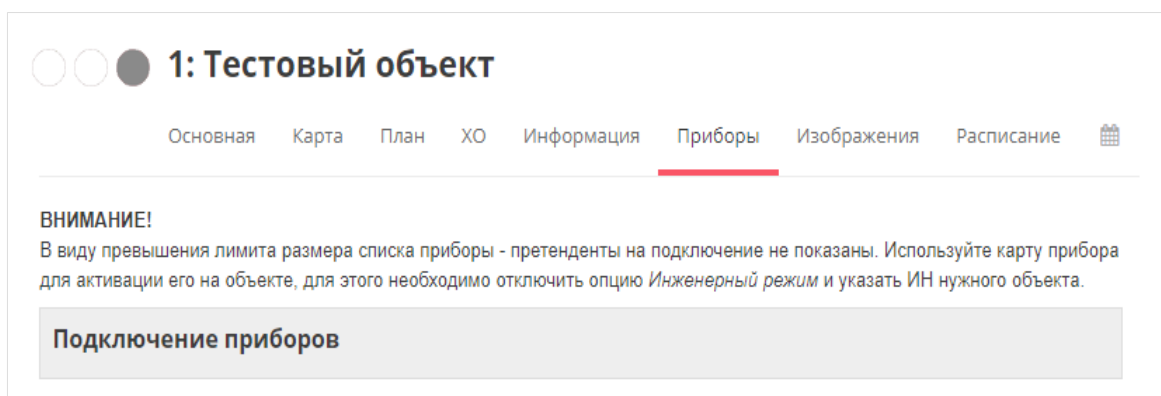 1: Тестовый объект
Основная Карта План ХО Информация Приборы Изображения Расписание
ВНИМАНИЕ!
В виду превышения лимита размера списка приборы - претенденты на подключение не показаны. Используйте карту прибора
для активации его на объекте, для этого необходимо отключить опцию Инженерный режим и указать ИН нужного объекта.
Подключение приборов